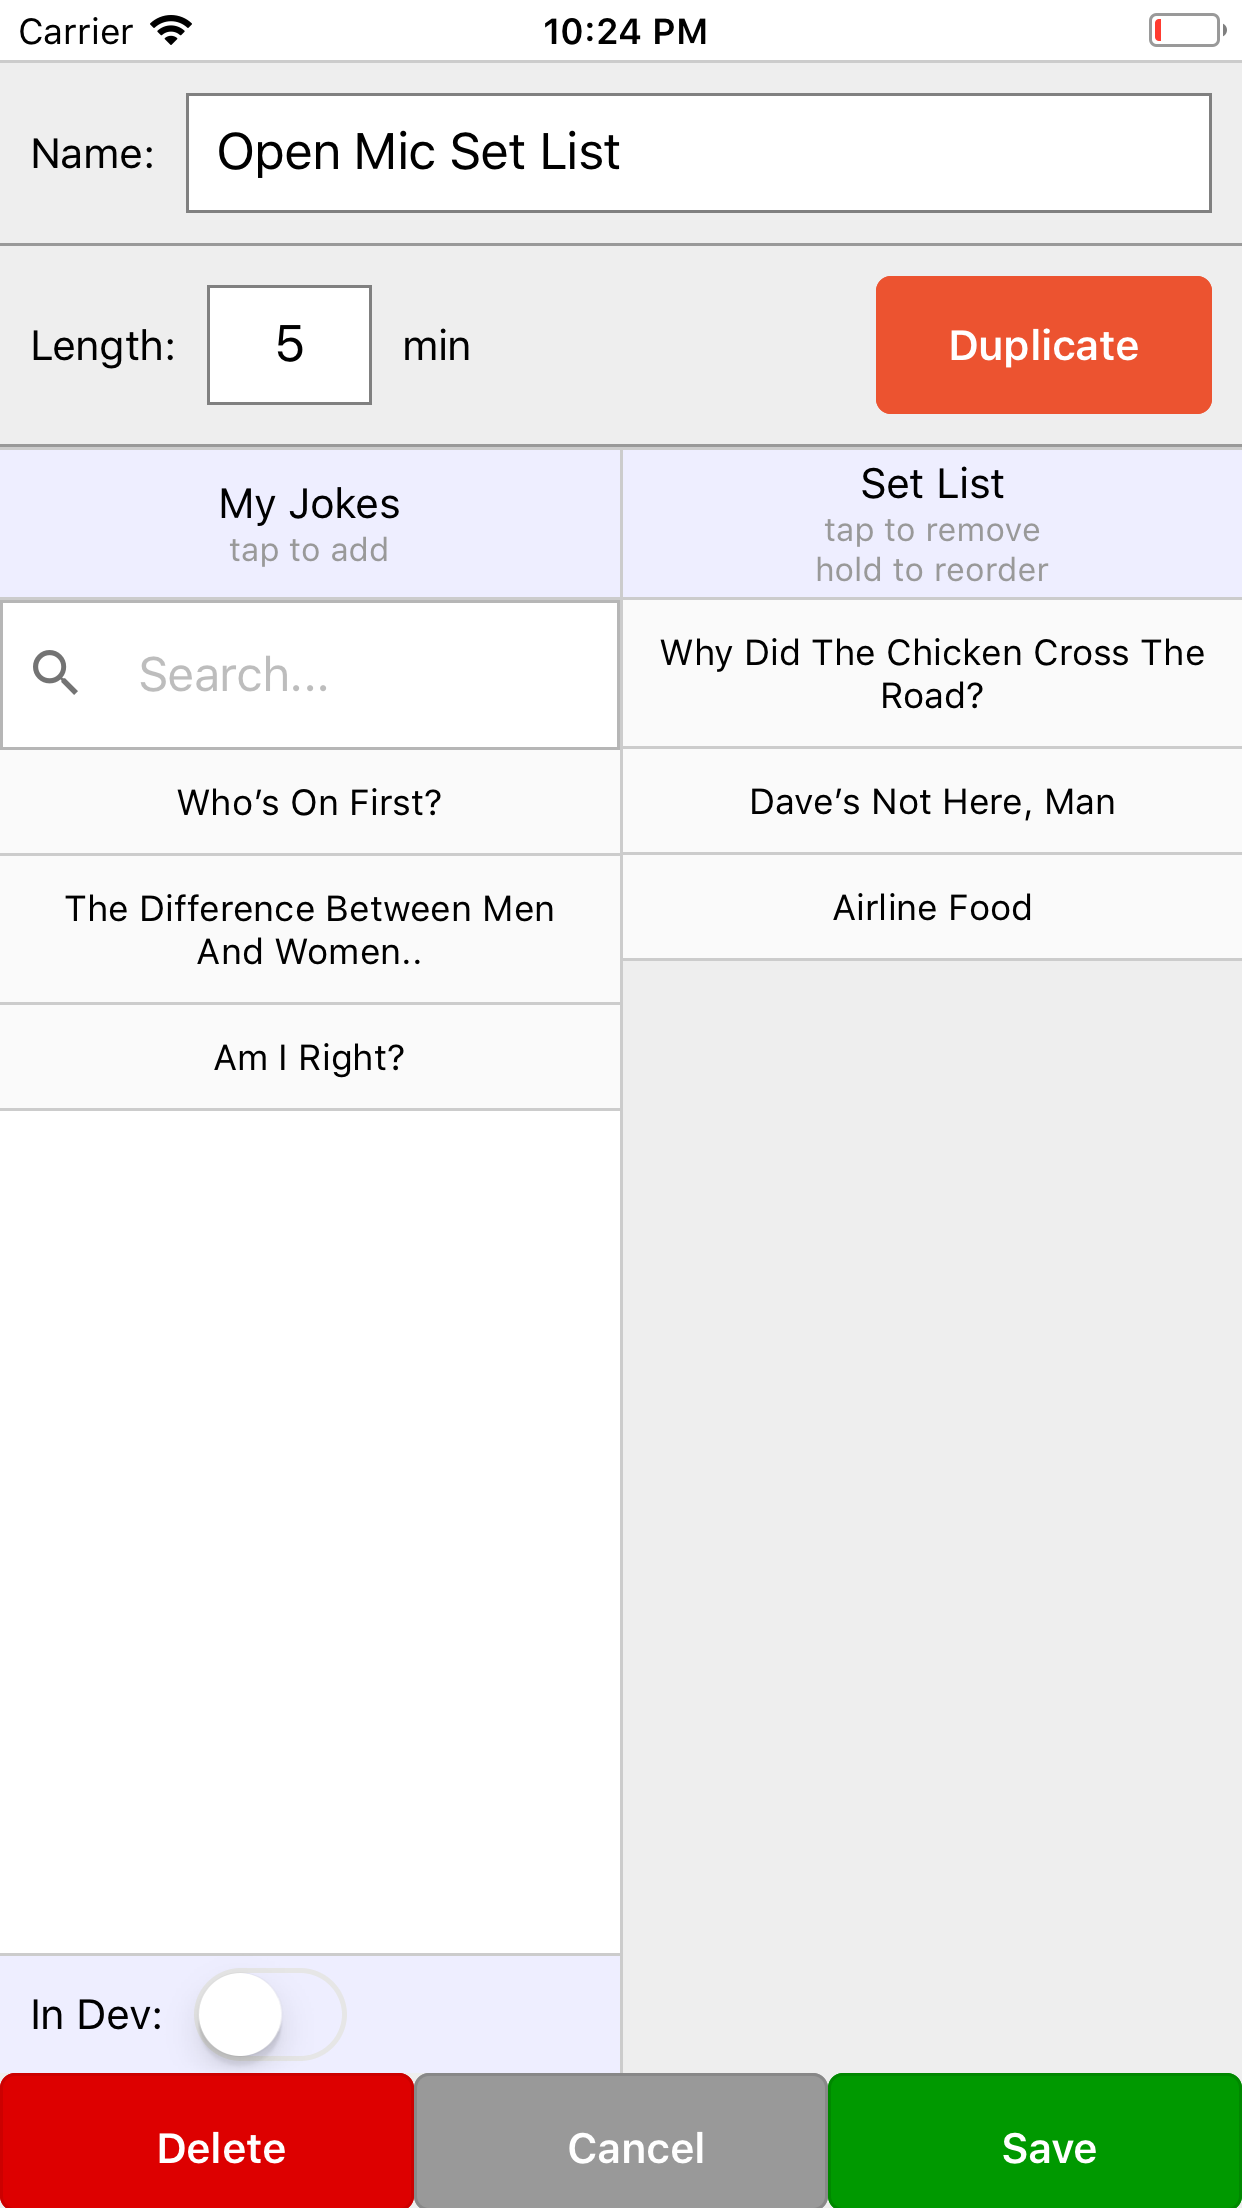 Carrier 10:24 PM
Name: Open Mic Set List
Length: 5 min Duplicate
My Jokes
tap to add
Set List
tap to remove
hold to reorder
Search...
Who’s On First?
The Difference Between Men
And Women..
Am I Right?
Why Did The Chicken Cross The
Road?
Dave’s Not Here, Man
Airline Food
In Dev:
Delete Cancel Save